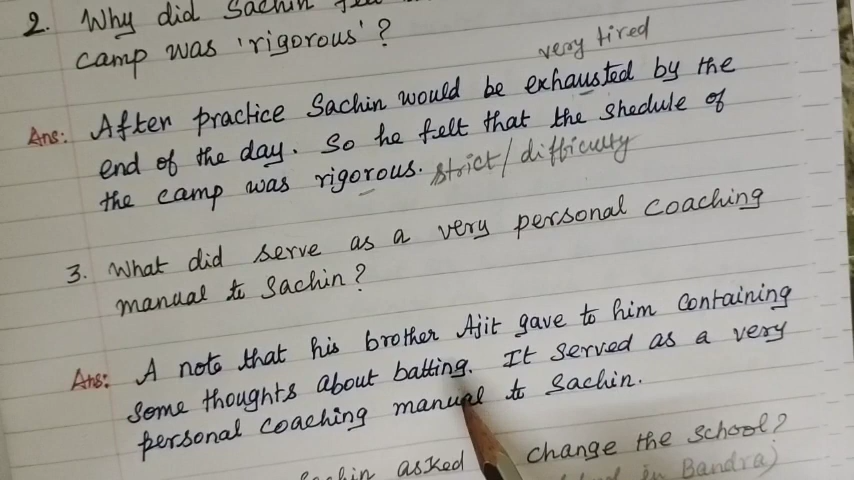 2. Why did Sachin
camp was 'rigorous'?
very tired
Ans: After practice Sachin would be exhausted by the
end of the day. So he felt that the shedule of
the camp was rigorous. strict/difficulty
3. What did serve as a very personal coaching
manual to Sachin?
Ans: A note that his brother Ajit gave to him containing
some thoughts about batting. It served as a very
personal coaching manual to Sachin.
asked change the school?
in Bandra)